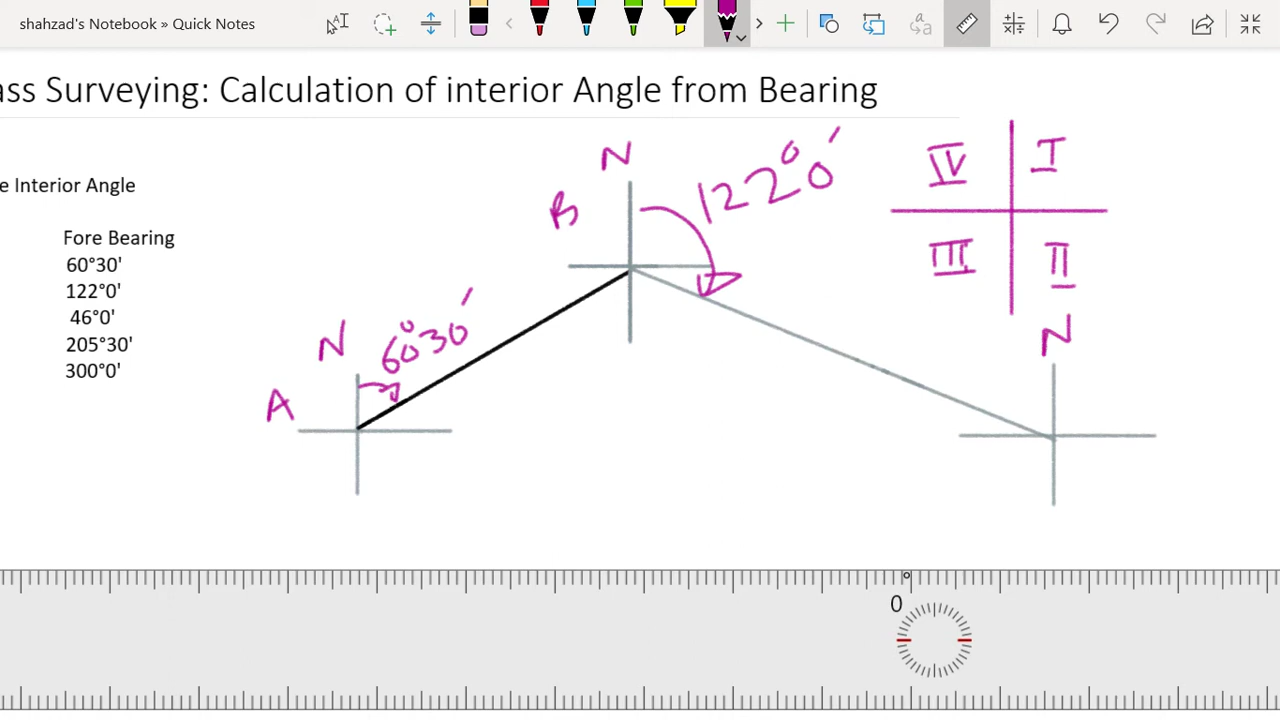 shahzad's Notebook » Quick Notes
ass Surveying: Calculation of interior Angle from Bearing
e Interior Angle
Fore Bearing
60°30'
122°0'
46°0'
205°30'
300°0'
N
B
122°0'
IV
I
III
II
N
60°30'
A
N
0